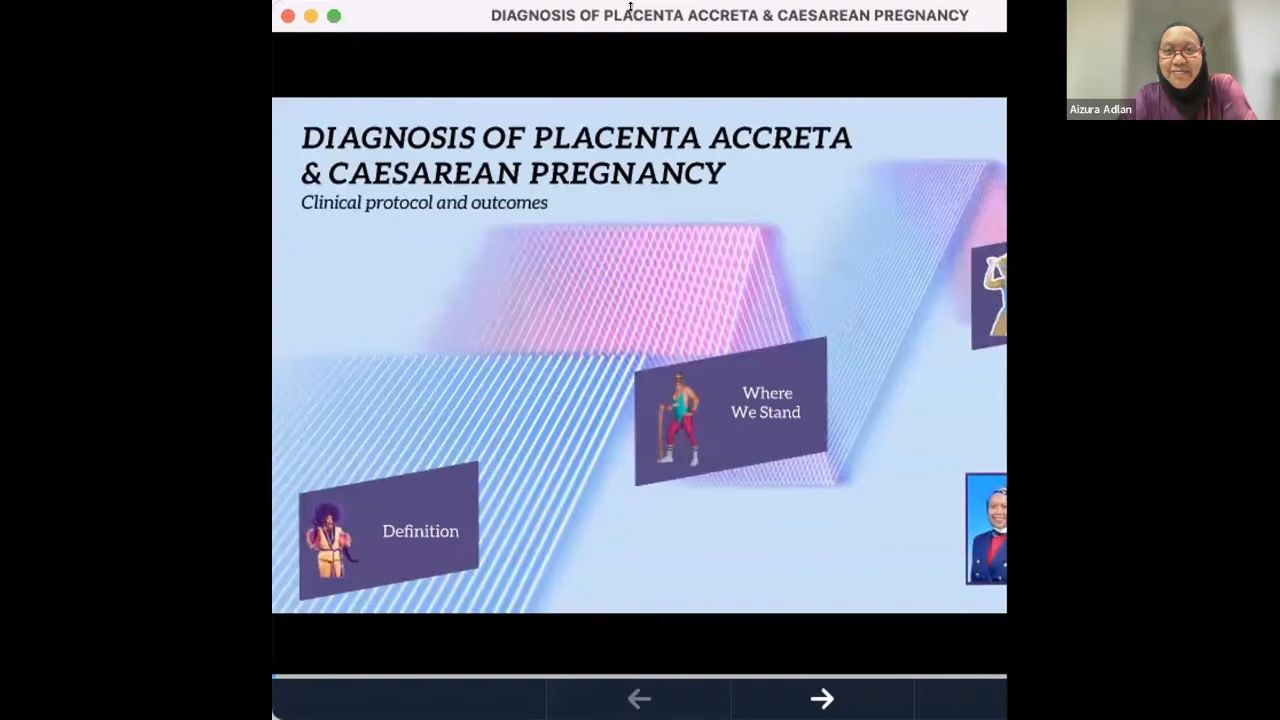 DIAGNOSIS OF PLACENTA ACCRETA & CAESAREAN PREGNANCY
Aizura Adlan
DIAGNOSIS OF PLACENTA ACCRETA
& CAESAREAN PREGNANCY
Clinical protocol and outcomes
Where
We Stand
Definition